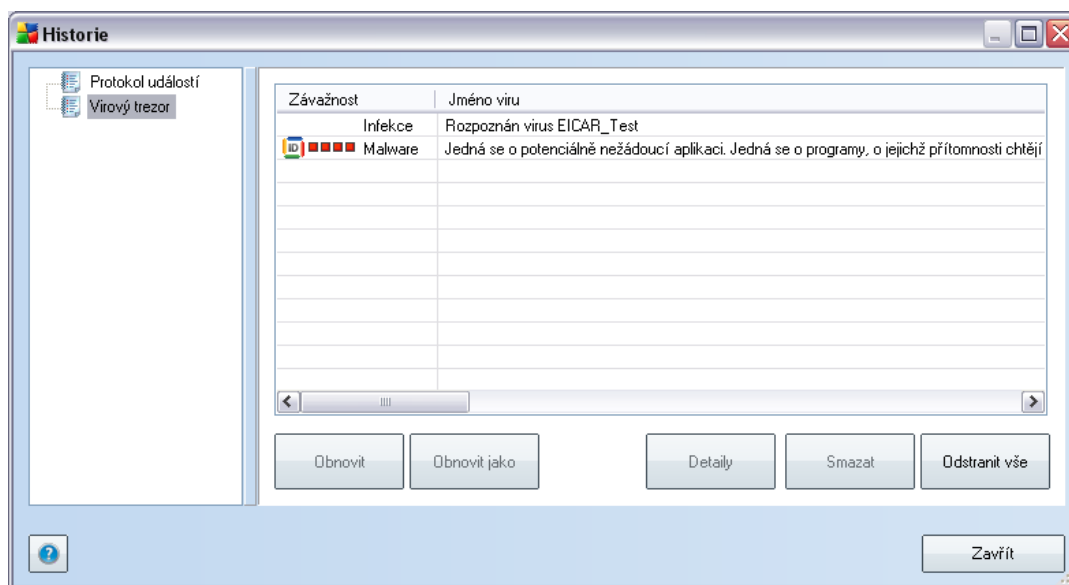 Historie
Protokol událostí
Virový trezor
Závažnost Jméno viru
Infekce Rozpoznán virus EICAR_Test
ID Malware Jedná se o potenciálně nežádoucí aplikaci. Jedná se o programy, o jejichž přítomnosti chtějí
Obnovit Obnovit jako Detaily Smazat Odstranit vše
? Zavřít